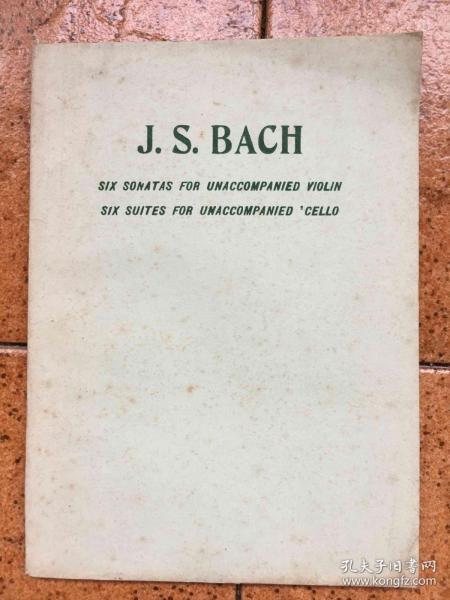 J. S. BACH
SIX SONATAS FOR UNACCOMPANIED VIOLIN
SIX SUITES FOR UNACCOMPANIED 'CELLO
孔夫子旧书网
www.kongfz.com